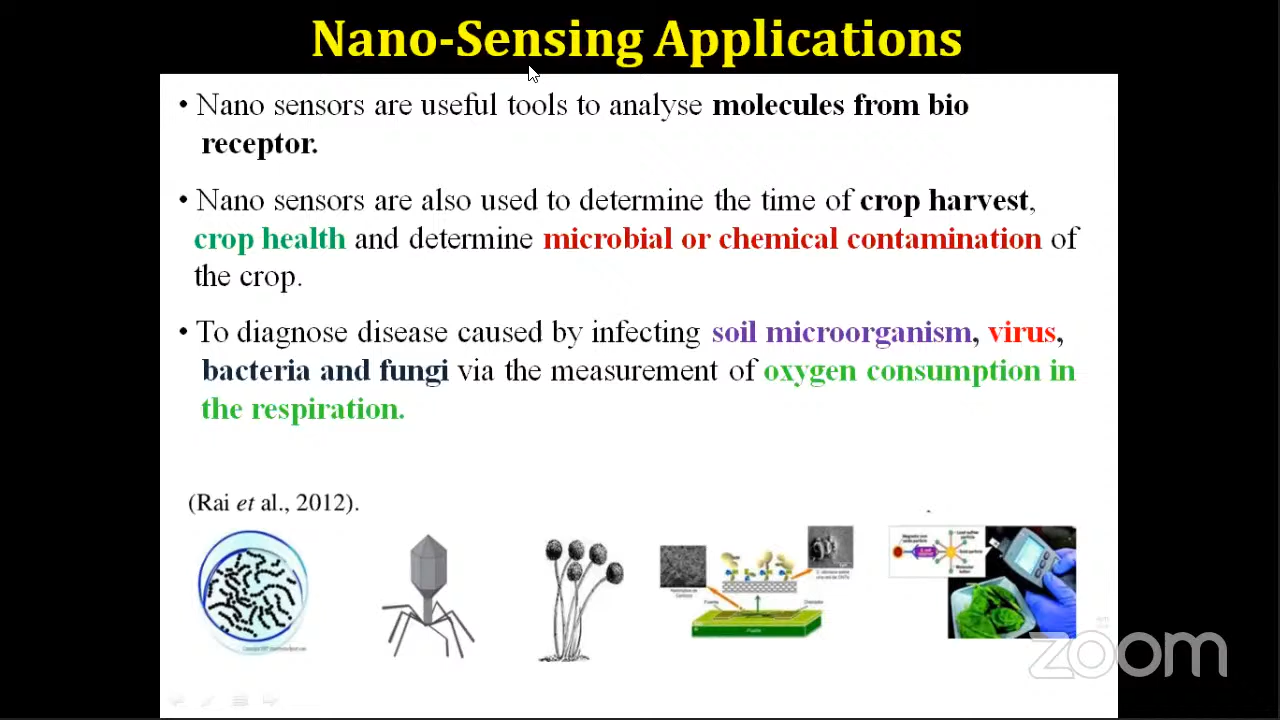 Nano-Sensing Applications
• Nano sensors are useful tools to analyse molecules from bio
receptor.
• Nano sensors are also used to determine the time of crop harvest,
crop health and determine microbial or chemical contamination of
the crop.
• To diagnose disease caused by infecting soil microorganism, virus,
bacteria and fungi via the measurement of oxygen consumption in
the respiration.
(Rai et al., 2012).
zoom